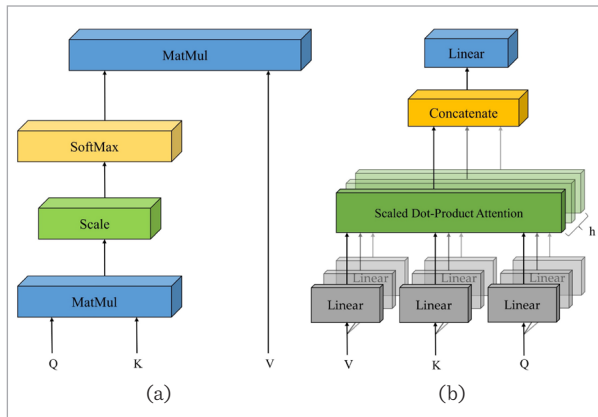 MatMul
SoftMax
Scale
MatMul
Q
K
V
(a)
Linear
Concatenate
Scaled Dot-Product Attention
h
Linear
Linear
Linear
Linear
Linear
Linear
V
K
Q
(b)